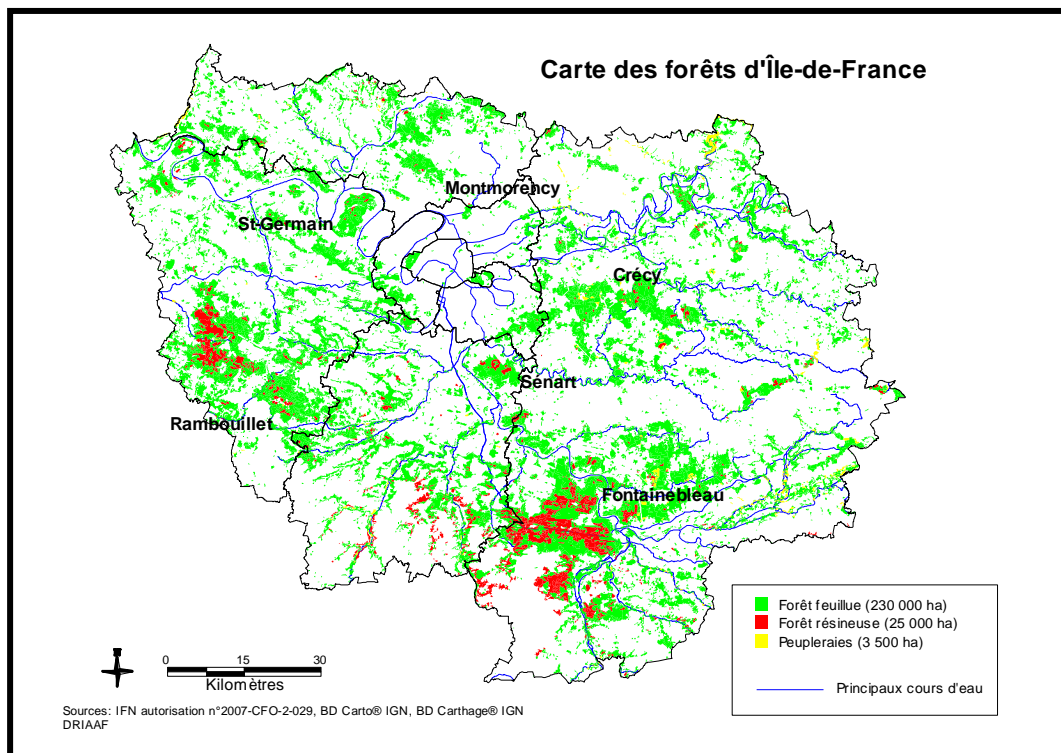 Carte des forêts d'Île-de-France
Montmorency
St-Germain
Crécy
Sénart
Rambouillet
Fontainebleau
Forêt feuillue (230 000 ha)
Forêt résineuse (25 000 ha)
Peupleraies (3 500 ha)
Principaux cours d'eau
0 15 30
Kilomètres
Sources: IFN autorisation n°2007-CFO-2-029, BD Carto® IGN, BD Carthage® IGN
DRIAAF